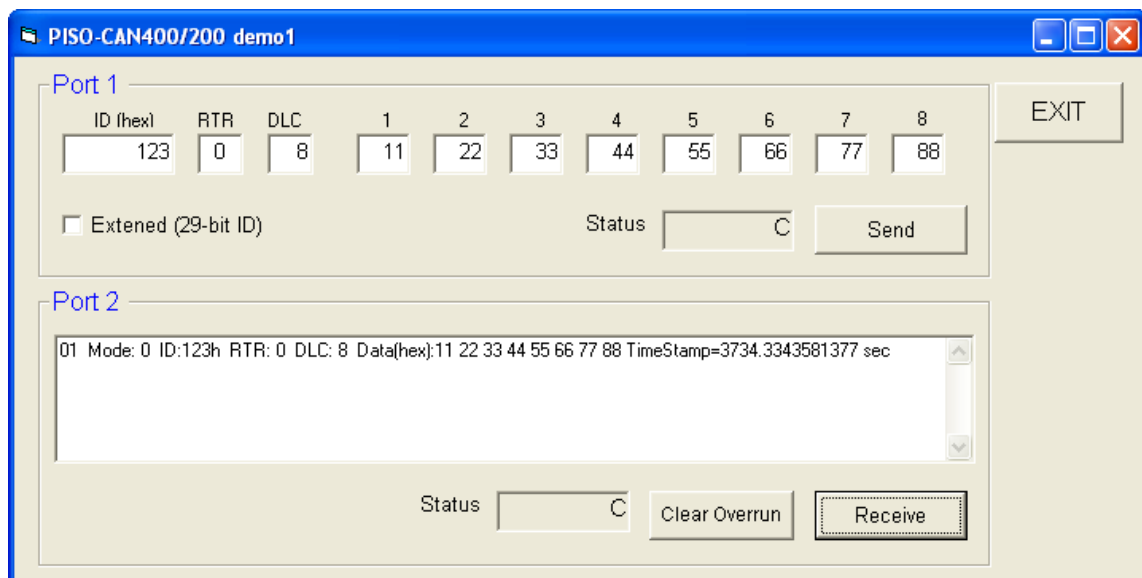 PISO-CAN400/200 demo1
Port 1
EXIT
ID (hex) RTR DLC 1 2 3 4 5 6 7 8
123 0 8 11 22 33 44 55 66 77 88
Extened (29-bit ID) Status C Send
Port 2
01 Mode: 0 ID:123h RTR: 0 DLC: 8 Data(hex):11 22 33 44 55 66 77 88 TimeStamp=3734.3343581377 sec
Status C Clear Overrun Receive